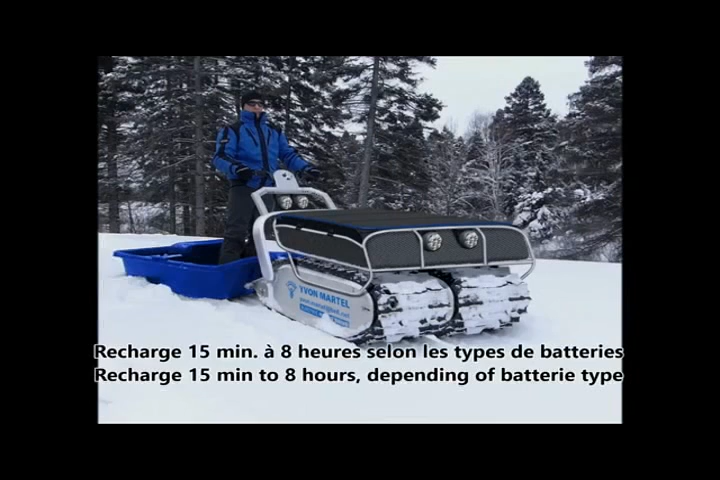 YVON MARTEL
Recharge 15 min. à 8 heures selon les types de batteries
Recharge 15 min to 8 hours, depending of batterie type